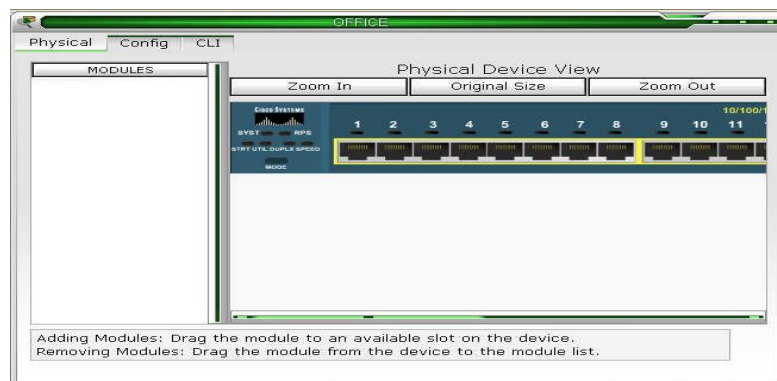 OFFICE
Physical Config CLI
MODULES
Physical Device View
Zoom In Original Size Zoom Out
CISCO SYSTEMS
10/100/1
1 2 3 4 5 6 7 8 9 10 11
SYST RPS
STRT UTIL DUPLX SPEED
MODE
Adding Modules: Drag the module to an available slot on the device.
Removing Modules: Drag the module from the device to the module list.